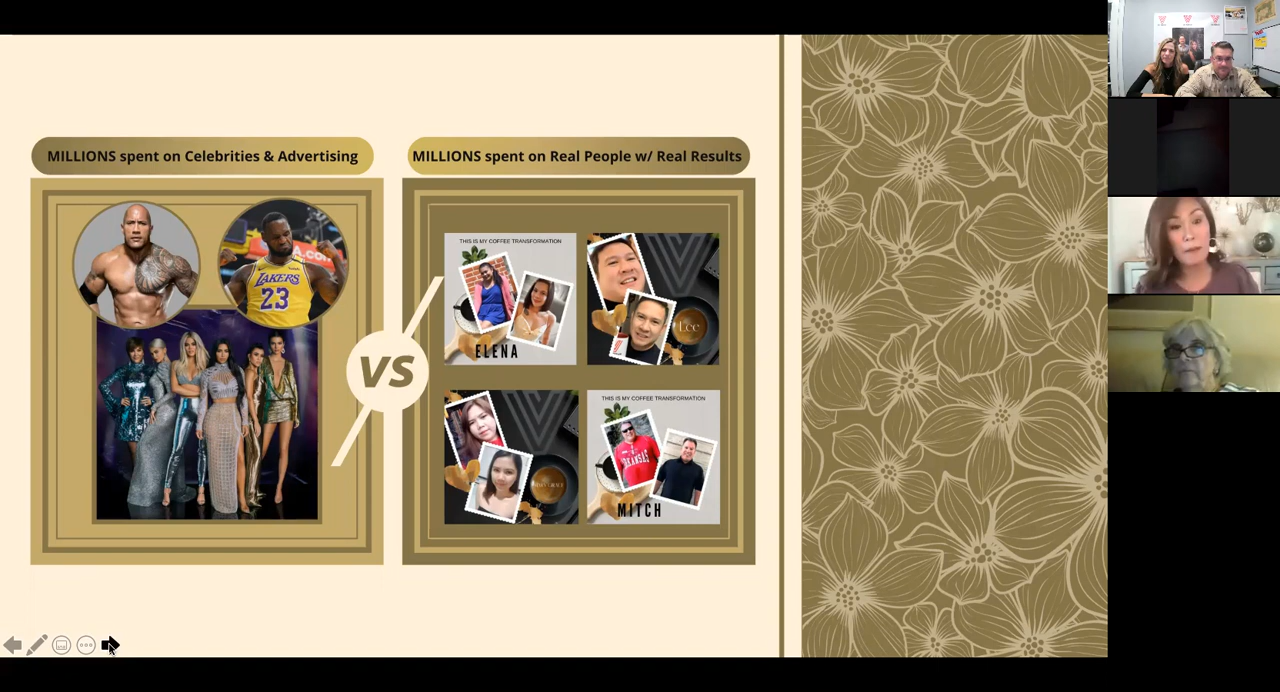 MILLIONS spent on Celebrities & Advertising
MILLIONS spent on Real People w/ Real Results
LAKERS
23
VS
THIS IS MY COFFEE TRANSFORMATION
ELENA
Lee
THIS IS MY COFFEE TRANSFORMATION
MITCH